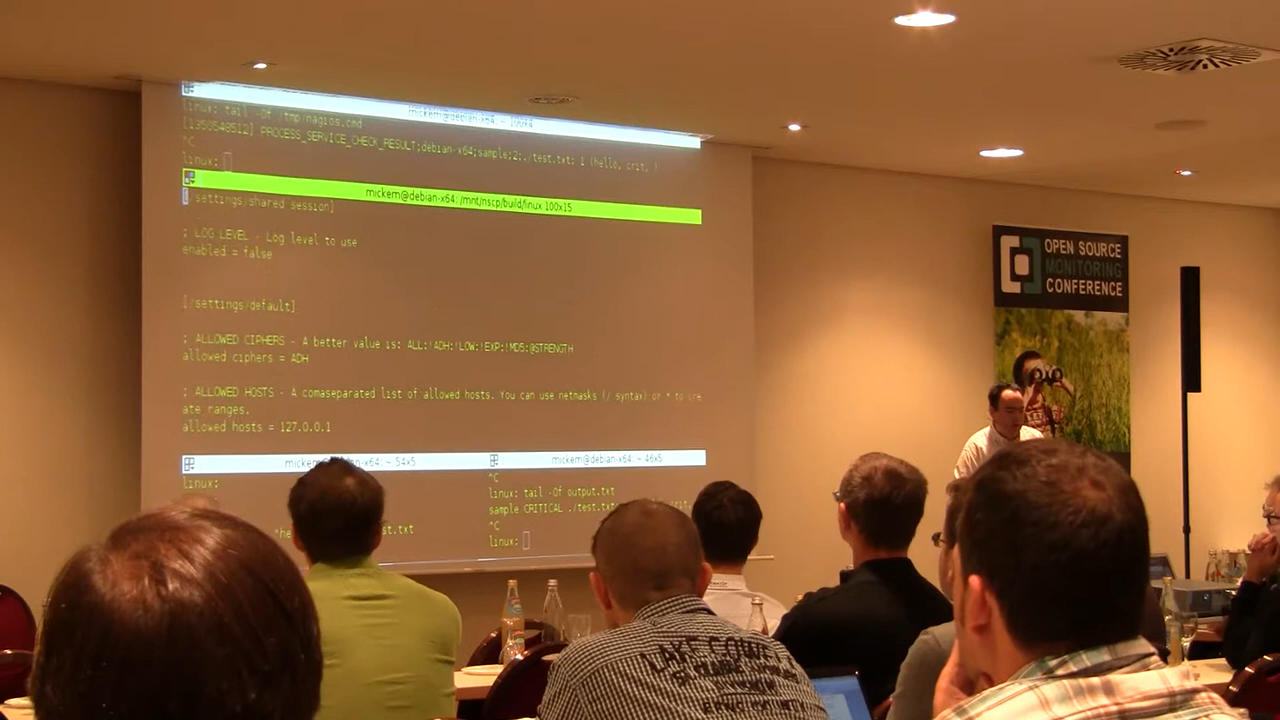 mickem@debian-x64: ~ 100x4
linux: tail -0f /tmp/nagios.cmd
[1350548512] PROCESS_SERVICE_CHECK_RESULT;debian-x64;sample;2;./test.txt: 1 (hello, crit, )
^C
linux:
mickem@debian-x64: /mnt/nscp/build/linux 100x15
[/settings/shared session]
; LOG LEVEL - Log level to use
enabled = false
[/settings/default]
; ALLOWED CIPHERS - A better value is: ALL:!ADH:!LOW:!EXP:!MD5:@STRENGTH
allowed ciphers = ADH
; ALLOWED HOSTS - A comaseparated list of allowed hosts. You can use netmasks (/ syntax) or * to cre
ate ranges.
allowed hosts = 127.0.0.1
mickem@debian-x64: ~ 54x5
linux:
mickem@debian-x64: ~ 46x5
^C
linux: tail -0f output.txt
sample CRITICAL ./test.txt
^C
linux:
OPEN SOURCE
MONITORING
CONFERENCE